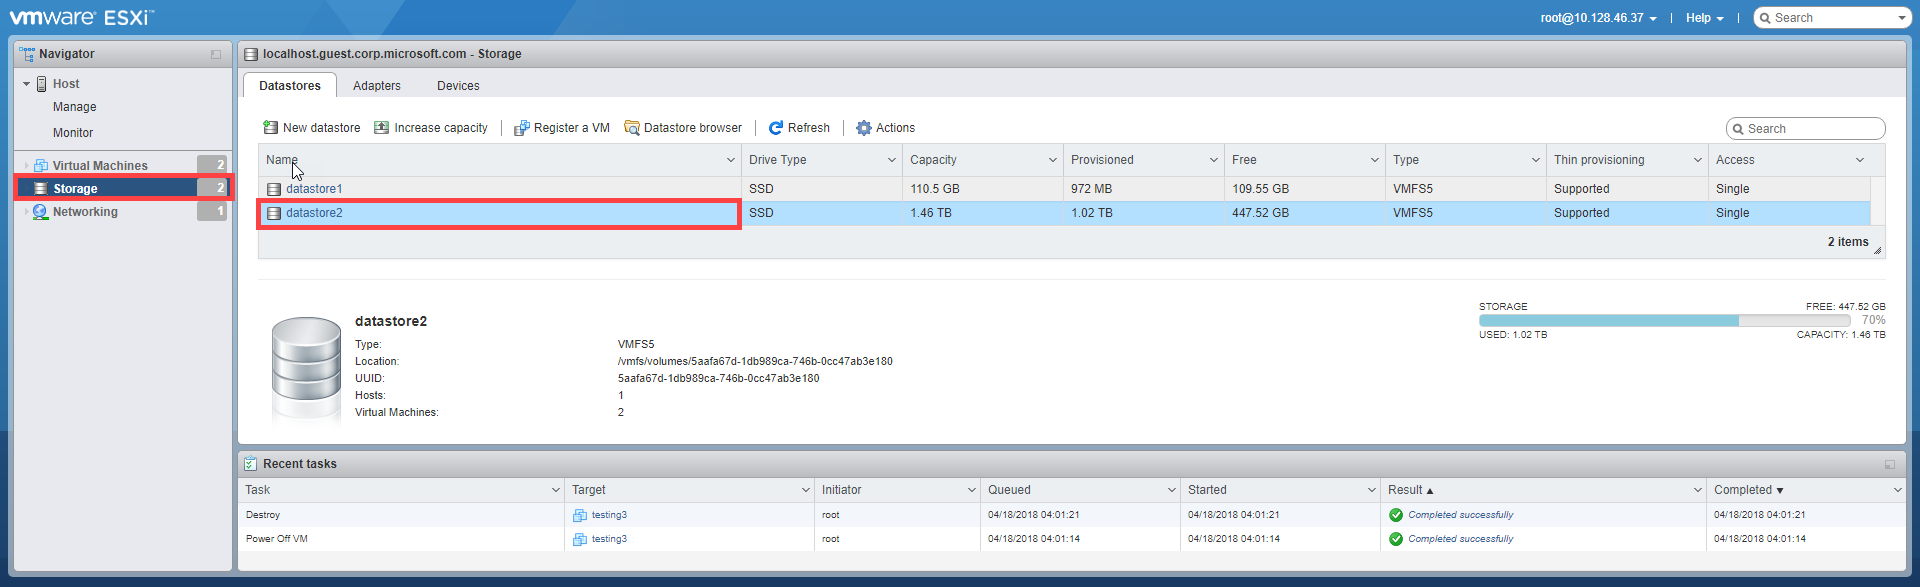 vmware ESXi™
root@10.128.46.37 | Help | Search
Navigator
Host
Manage
Monitor
Virtual Machines 2
Storage 2
Networking 1
localhost.guest.corp.microsoft.com - Storage
Datastores Adapters Devices
New datastore Increase capacity | Register a VM Datastore browser | Refresh | Actions
Search
Name Drive Type Capacity Provisioned Free Type Thin provisioning Access
datastore1 SSD 110.5 GB 972 MB 109.55 GB VMFS5 Supported Single
datastore2 SSD 1.46 TB 1.02 TB 447.52 GB VMFS5 Supported Single
2 items
datastore2
Type: VMFS5
Location: /vmfs/volumes/5aafa67d-1db989ca-746b-0cc47ab3e180
UUID: 5aafa67d-1db989ca-746b-0cc47ab3e180
Hosts: 1
Virtual Machines: 2
STORAGE FREE: 447.52 GB
70%
USED: 1.02 TB CAPACITY: 1.46 TB
Recent tasks
Task Target Initiator Queued Started Result ▲ Completed ▼
Destroy testing3 root 04/18/2018 04:01:21 04/18/2018 04:01:21 Completed successfully 04/18/2018 04:01:21
Power Off VM testing3 root 04/18/2018 04:01:14 04/18/2018 04:01:14 Completed successfully 04/18/2018 04:01:14